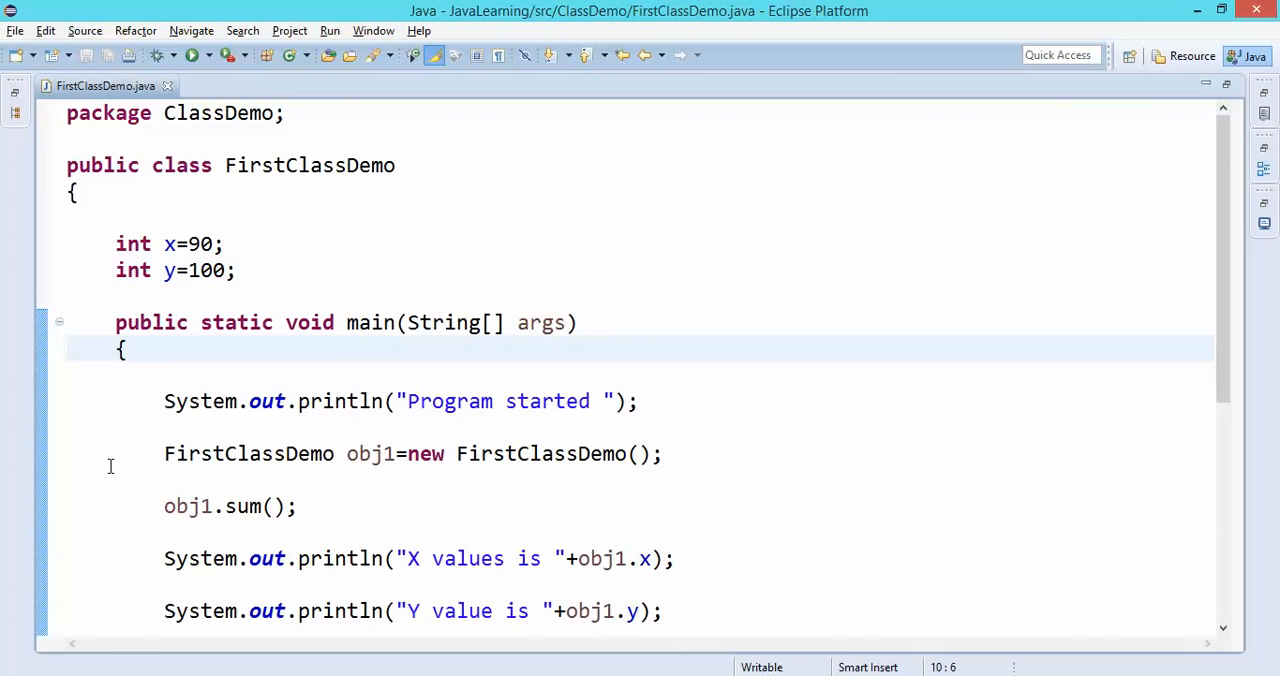 Java - JavaLearning/src/ClassDemo/FirstClassDemo.java - Eclipse Platform
File Edit Source Refactor Navigate Search Project Run Window Help
Quick Access Resource Java
FirstClassDemo.java
package ClassDemo;
public class FirstClassDemo
{
int x=90;
int y=100;
public static void main(String[] args)
{
System.out.println("Program started ");
FirstClassDemo obj1=new FirstClassDemo();
obj1.sum();
System.out.println("X values is "+obj1.x);
System.out.println("Y value is "+obj1.y);
Writable Smart Insert 10 : 6